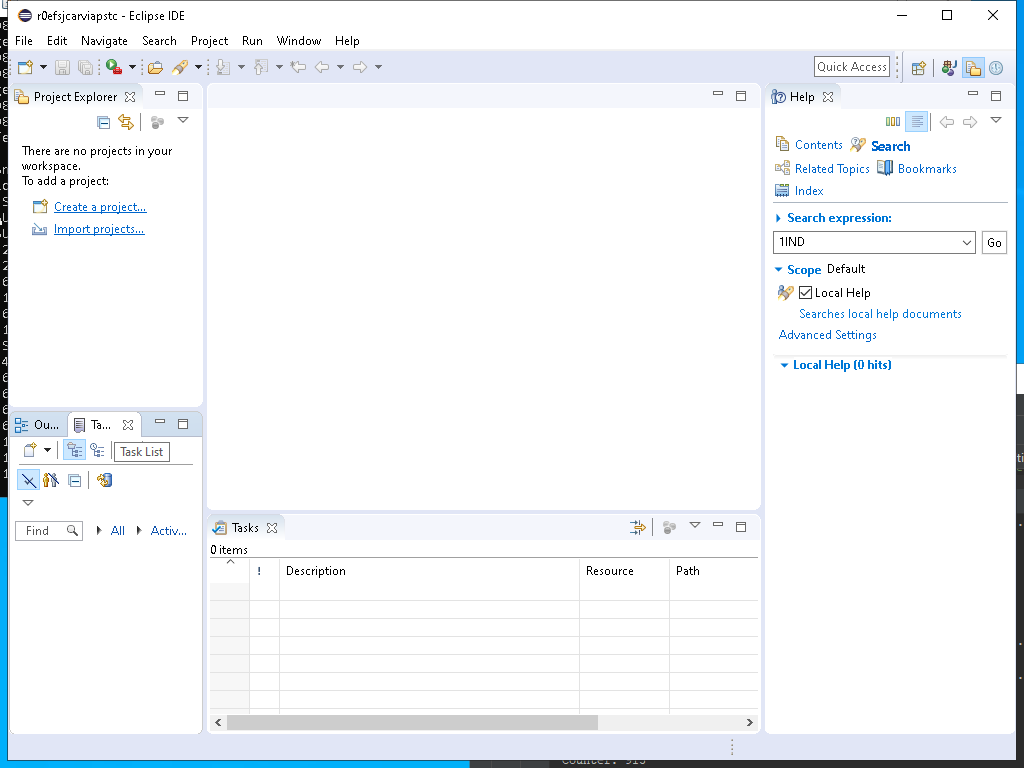 r0efsjcarviapstc - Eclipse IDE
File Edit Navigate Search Project Run Window Help
Quick Access
Project Explorer
There are no projects in your
workspace.
To add a project:
Create a project...
Import projects...
Ou...
Ta...
Task List
Find
All
Activ...
Tasks
0 items
! Description Resource Path
Help
Contents
Search
Related Topics
Bookmarks
Index
Search expression:
1IND
Go
Scope Default
Local Help
Searches local help documents
Advanced Settings
Local Help (0 hits)